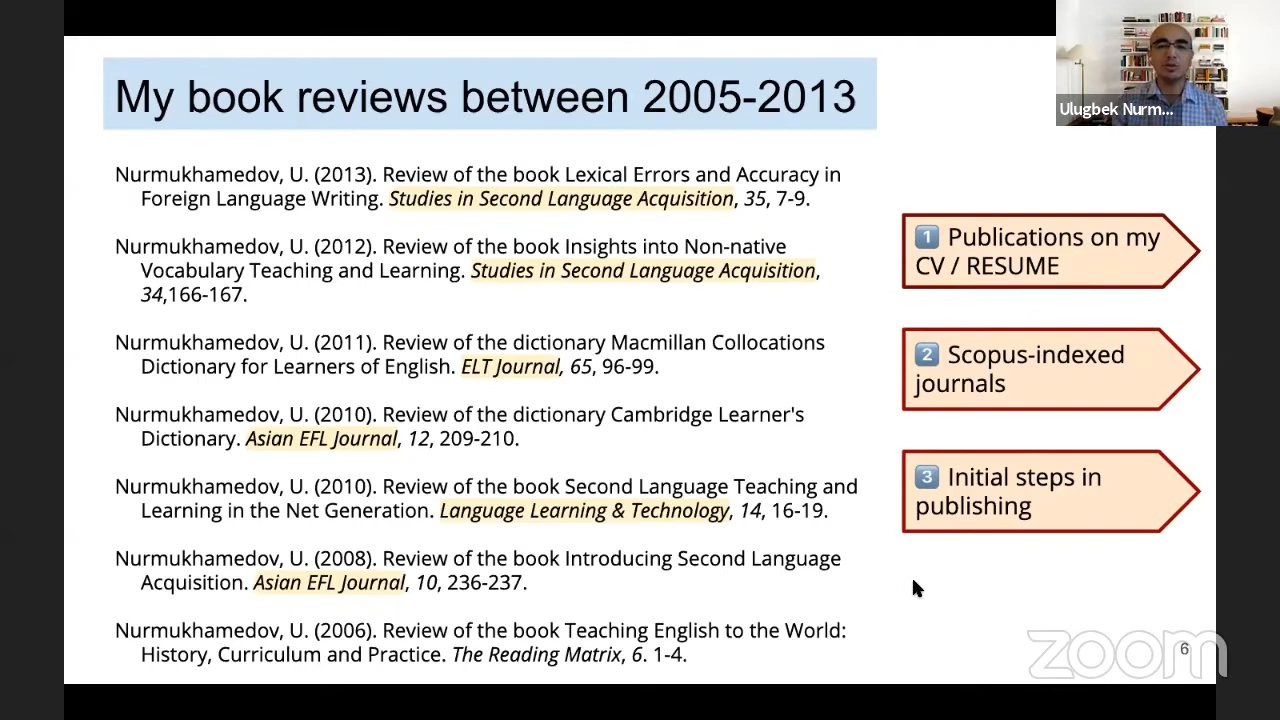 My book reviews between 2005-2013
Nurmukhamedov, U. (2013). Review of the book Lexical Errors and Accuracy in
Foreign Language Writing. Studies in Second Language Acquisition, 35, 7-9.
Nurmukhamedov, U. (2012). Review of the book Insights into Non-native
Vocabulary Teaching and Learning. Studies in Second Language Acquisition,
34,166-167.
Nurmukhamedov, U. (2011). Review of the dictionary Macmillan Collocations
Dictionary for Learners of English. ELT Journal, 65, 96-99.
Nurmukhamedov, U. (2010). Review of the dictionary Cambridge Learner's
Dictionary. Asian EFL Journal, 12, 209-210.
Nurmukhamedov, U. (2010). Review of the book Second Language Teaching and
Learning in the Net Generation. Language Learning & Technology, 14, 16-19.
Nurmukhamedov, U. (2008). Review of the book Introducing Second Language
Acquisition. Asian EFL Journal, 10, 236-237.
Nurmukhamedov, U. (2006). Review of the book Teaching English to the World:
History, Curriculum and Practice. The Reading Matrix, 6. 1-4.
1 Publications on my
CV / RESUME
2 Scopus-indexed
journals
3 Initial steps in
publishing
Ulugbek Nurm...
zoom
6